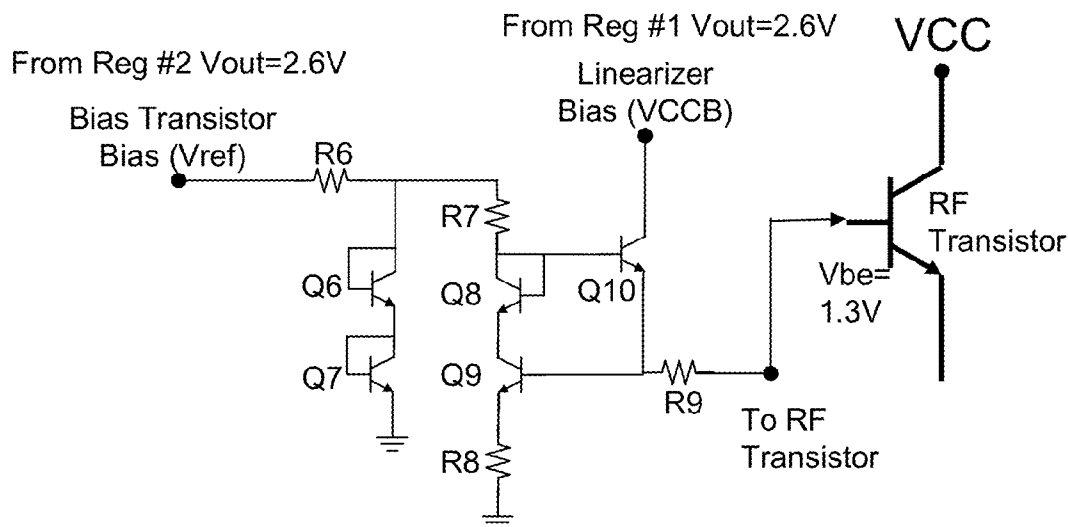 From Reg #1 Vout=2.6V
VCC
From Reg #2 Vout=2.6V
Linearizer
Bias (VCCB)
Bias Transistor
Bias (Vref)
R6
R7
RF
Transistor
Q6
Q8
Q10
Vbe=
1.3V
Q7
Q9
R9
To RF
Transistor
R8